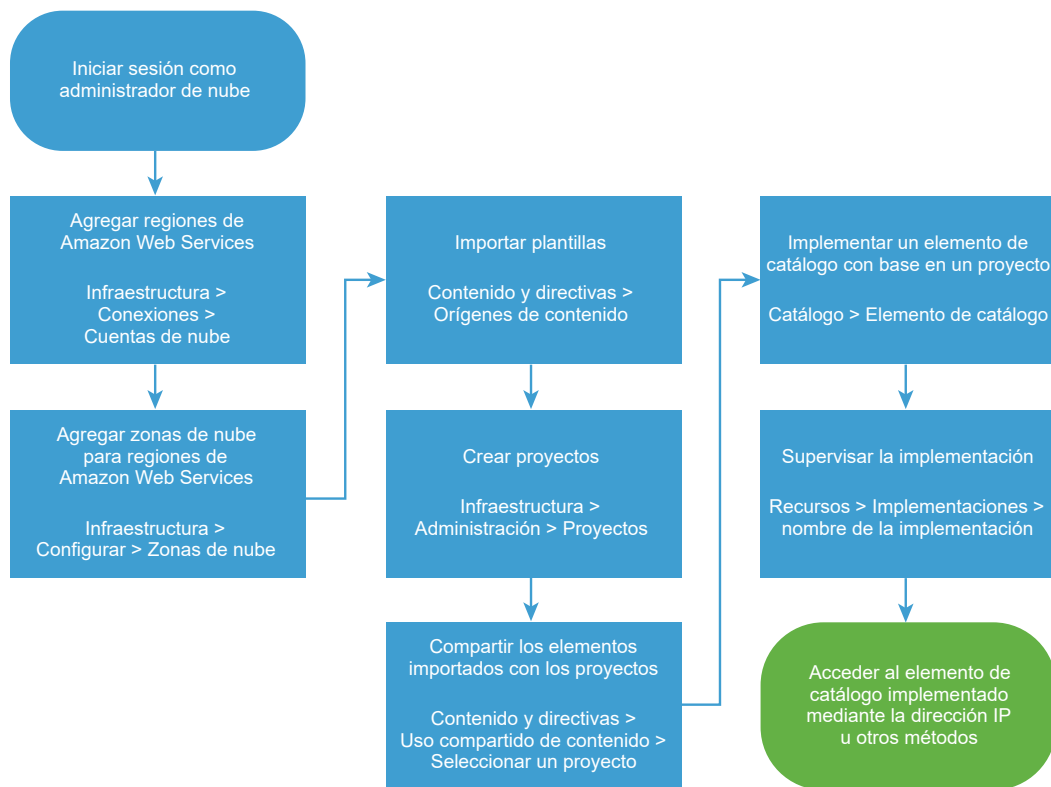 Iniciar sesión como
administrador de nube
Agregar regiones de
Amazon Web Services
Infraestructura >
Conexiones >
Cuentas de nube
Agregar zonas de nube
para regiones de
Amazon Web Services
Infraestructura >
Configurar > Zonas de nube
Importar plantillas
Contenido y directivas >
Orígenes de contenido
Crear proyectos
Infraestructura >
Administración > Proyectos
Compartir los elementos
importados con los proyectos
Contenido y directivas >
Uso compartido de contenido >
Seleccionar un proyecto
Implementar un elemento de
catálogo con base en un proyecto
Catálogo > Elemento de catálogo
Supervisar la implementación
Recursos > Implementaciones >
nombre de la implementación
Acceder al elemento de
catálogo implementado
mediante la dirección IP
u otros métodos